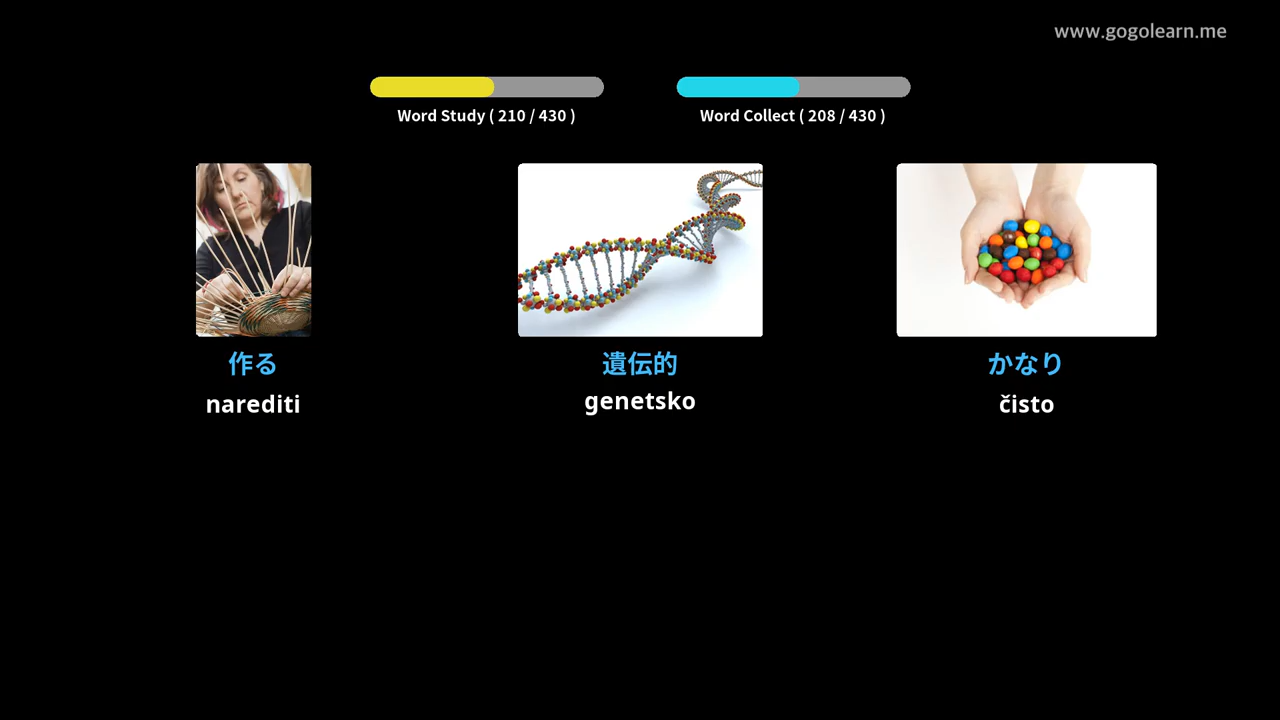 www.gogolearn.me
Word Study ( 210 / 430 )
Word Collect ( 208 / 430 )
作る
narediti
遺伝的
genetsko
かなり
čisto